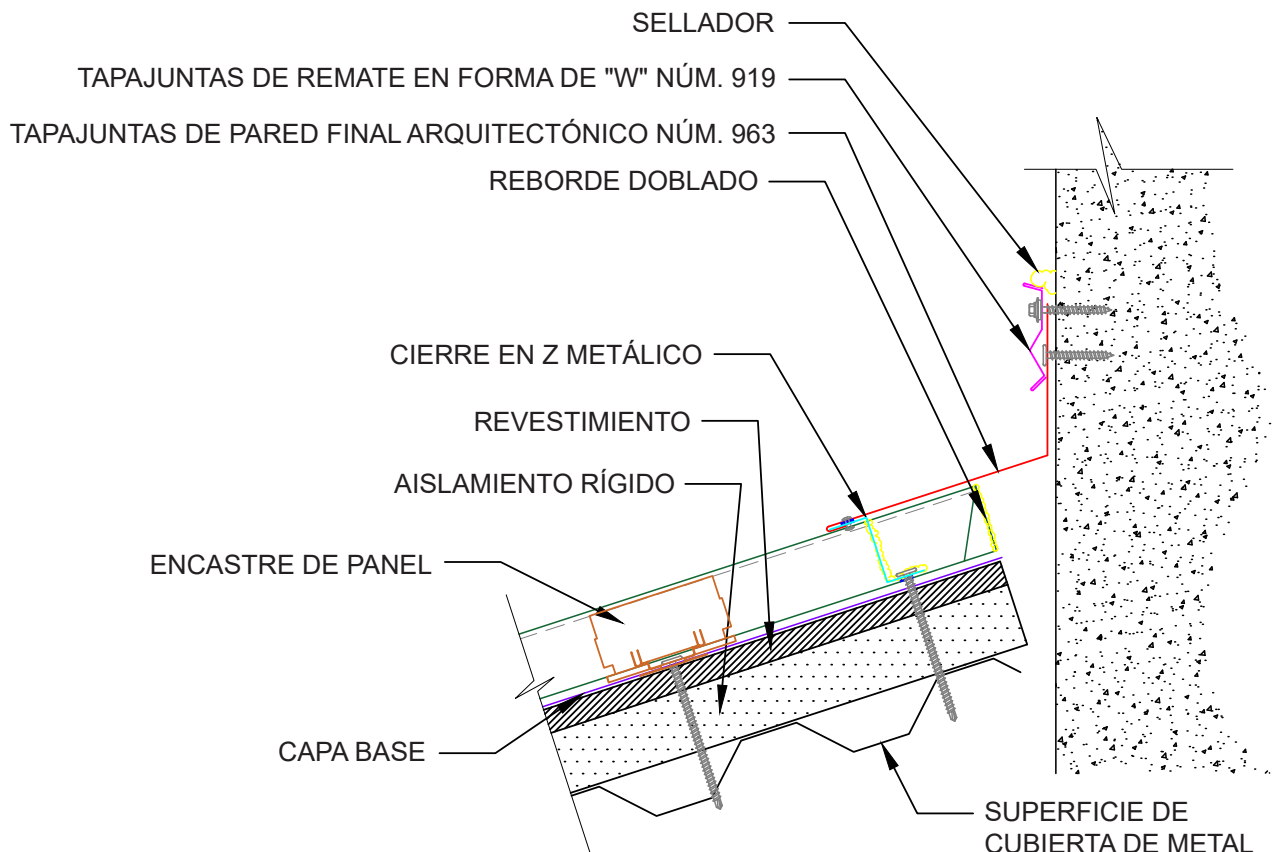 SELLADOR
TAPAJUNTAS DE REMATE EN FORMA DE "W" NÚM. 919
TAPAJUNTAS DE PARED FINAL ARQUITECTÓNICO NÚM. 963
REBORDE DOBLADO
CIERRE EN Z METÁLICO
REVESTIMIENTO
AISLAMIENTO RÍGIDO
ENCASTRE DE PANEL
CAPA BASE
SUPERFICIE DE
CUBIERTA DE METAL